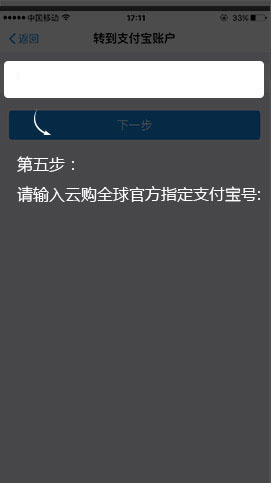 中国移动 17:11 33%
返回 转到支付宝账户
下一步
第五步：
请输入云购全球官方指定支付宝号: